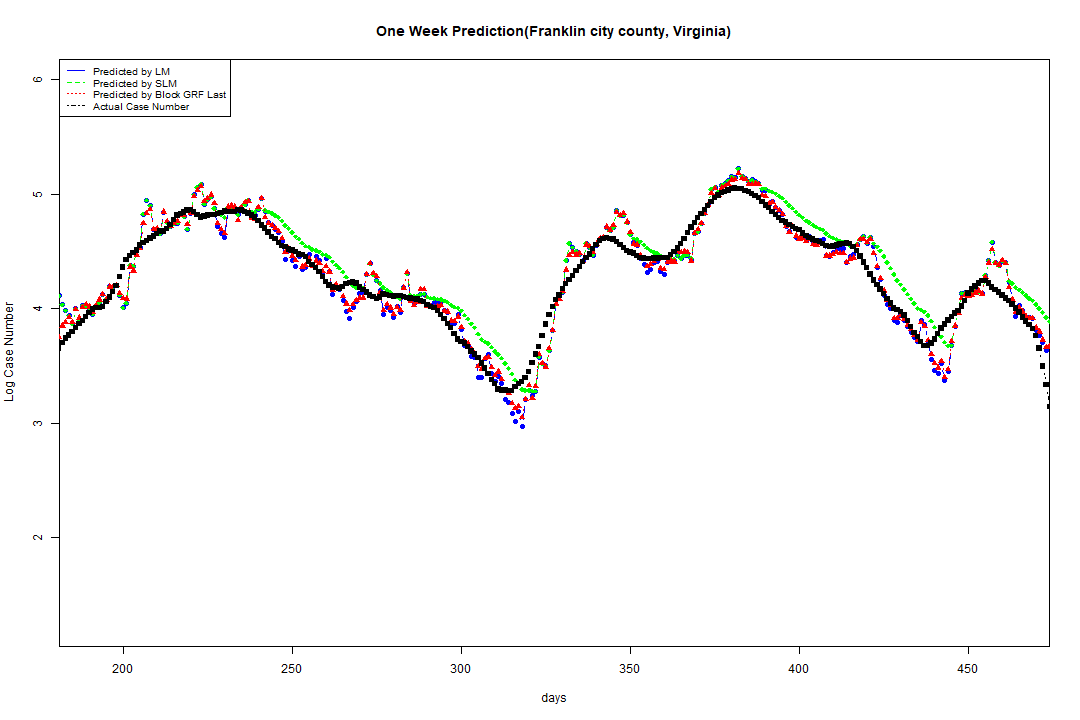 One Week Prediction(Franklin city county, Virginia)
Predicted by LM
Predicted by SLM
Predicted by Block GRF Last
Actual Case Number
6
5
4
3
2
Log Case Number
200 250 300 350 400 450
days